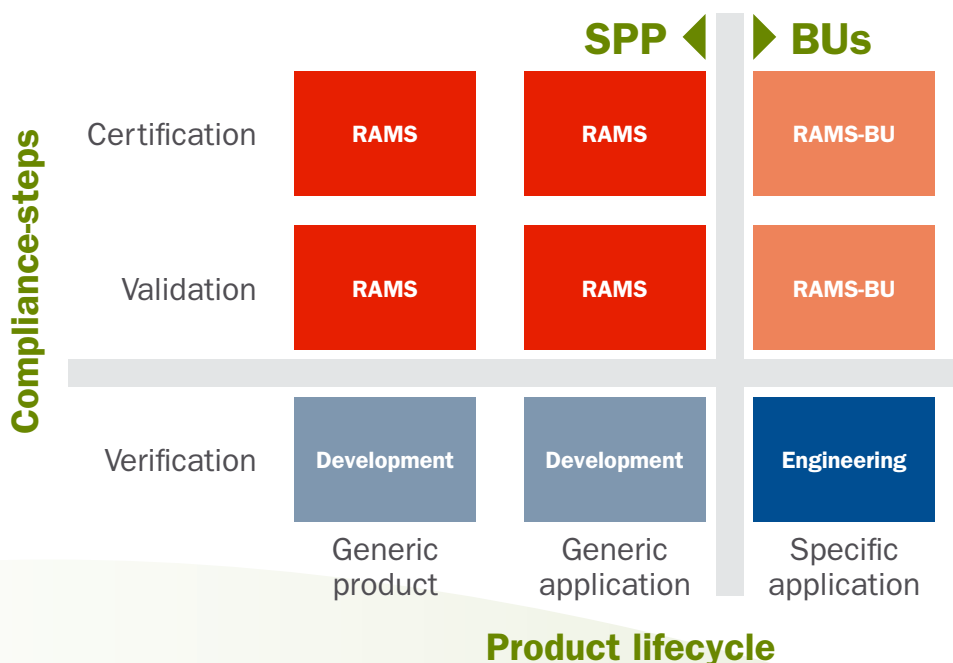 SPP BUs
Compliance-steps
Certification RAMS RAMS RAMS-BU
Validation RAMS RAMS RAMS-BU
Verification Development Development Engineering
Generic Generic Specific
product application application
Product lifecycle